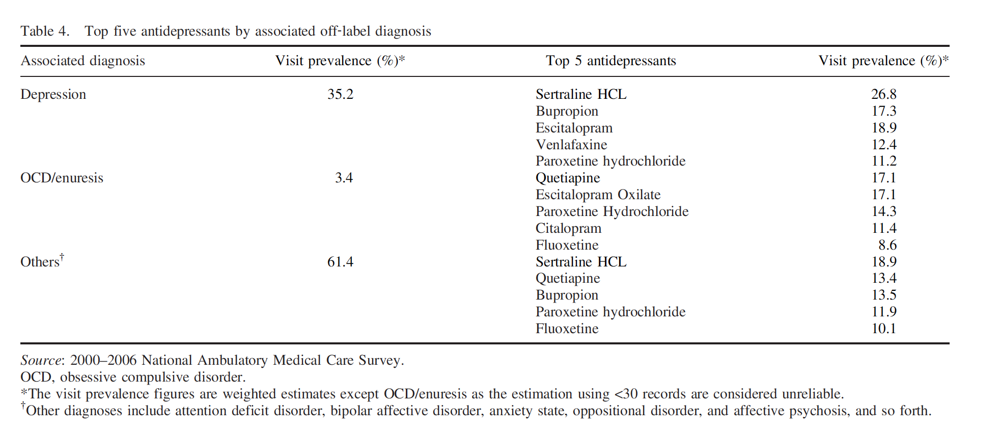 Table 4. Top five antidepressants by associated off-label diagnosis
Associated diagnosis Visit prevalence (%)* Top 5 antidepressants Visit prevalence (%)*
Depression 35.2 Sertraline HCL 26.8
Bupropion 17.3
Escitalopram 18.9
Venlafaxine 12.4
Paroxetine hydrochloride 11.2
OCD/enuresis 3.4 Quetiapine 17.1
Escitalopram Oxilate 17.1
Paroxetine Hydrochloride 14.3
Citalopram 11.4
Fluoxetine 8.6
Others† 61.4 Sertraline HCL 18.9
Quetiapine 13.4
Bupropion 13.5
Paroxetine hydrochloride 11.9
Fluoxetine 10.1
Source: 2000–2006 National Ambulatory Medical Care Survey.
OCD, obsessive compulsive disorder.
*The visit prevalence figures are weighted estimates except OCD/enuresis as the estimation using <30 records are considered unreliable.
†Other diagnoses include attention deficit disorder, bipolar affective disorder, anxiety state, oppositional disorder, and affective psychosis, and so forth.